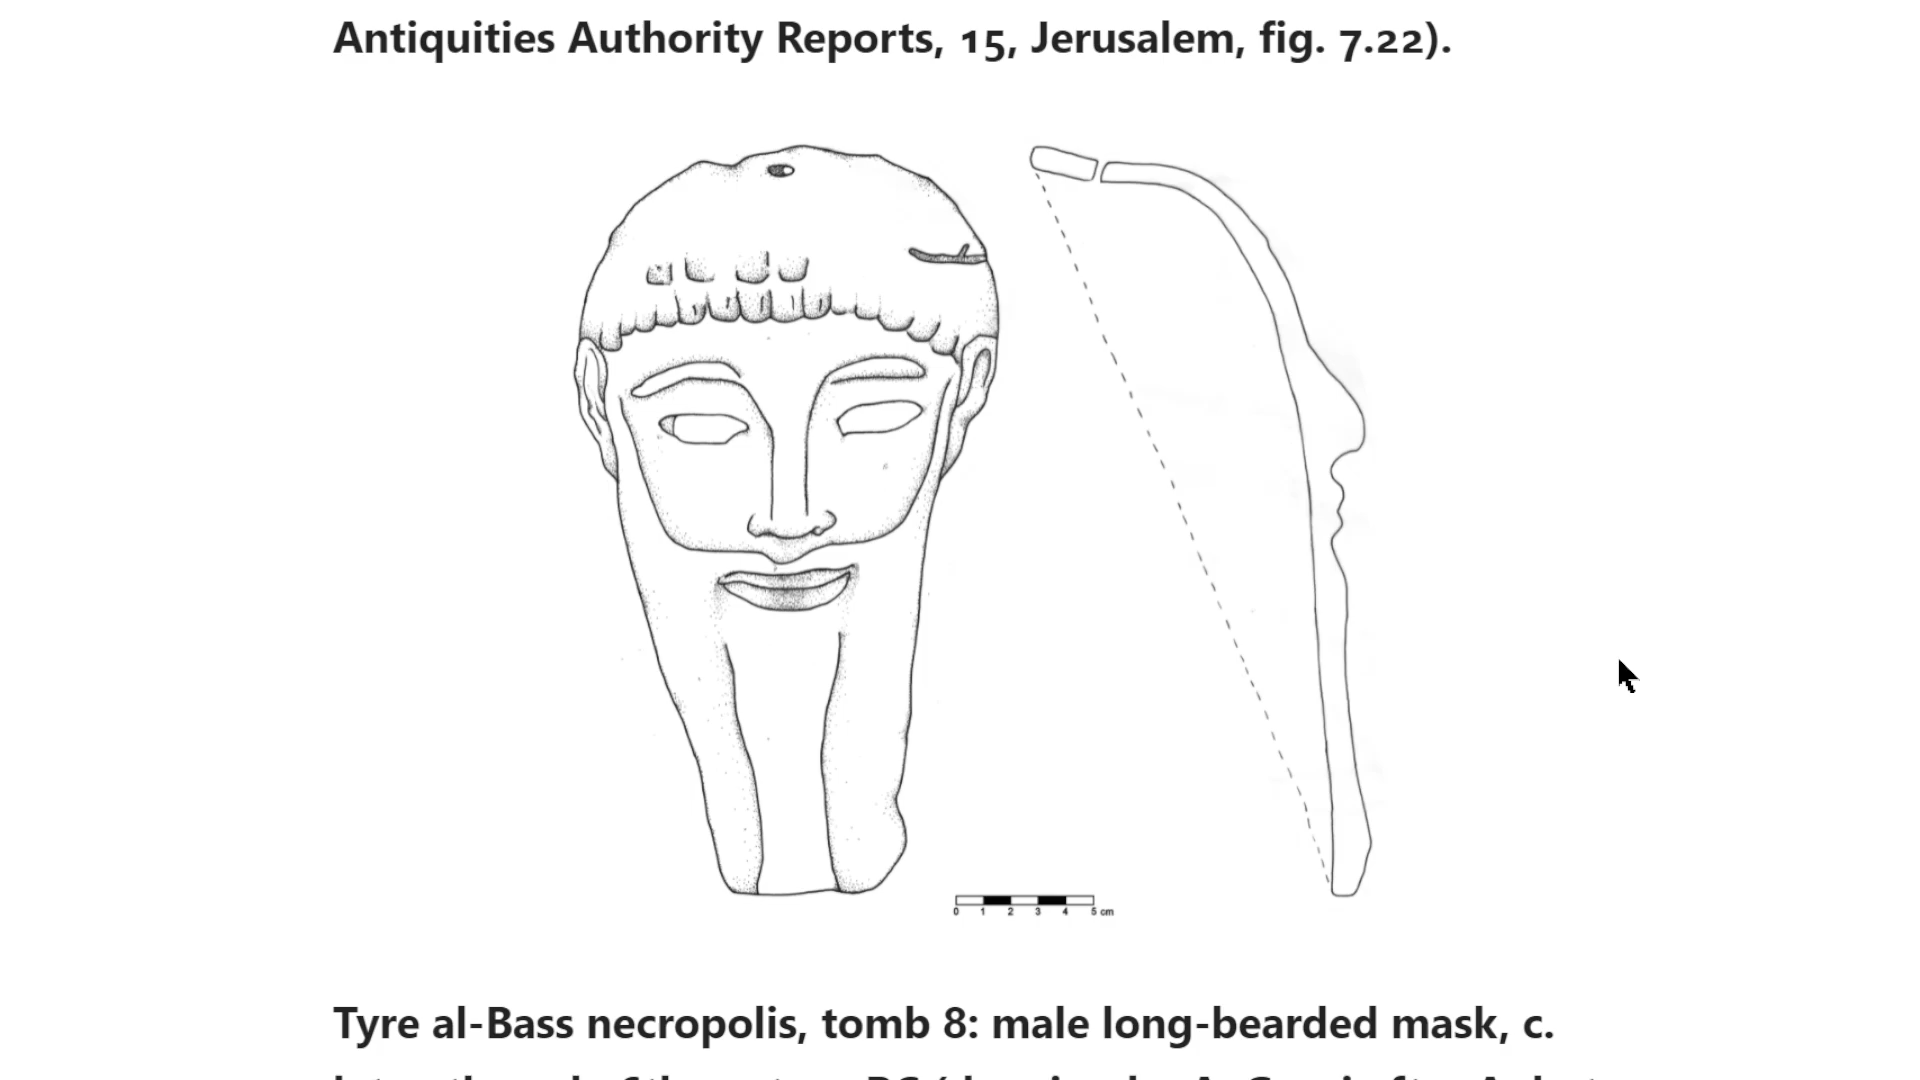 Antiquities Authority Reports, 15, Jerusalem, fig. 7.22).
0 1 2 3 4 5 cm
Tyre al-Bass necropolis, tomb 8: male long-bearded mask, c.